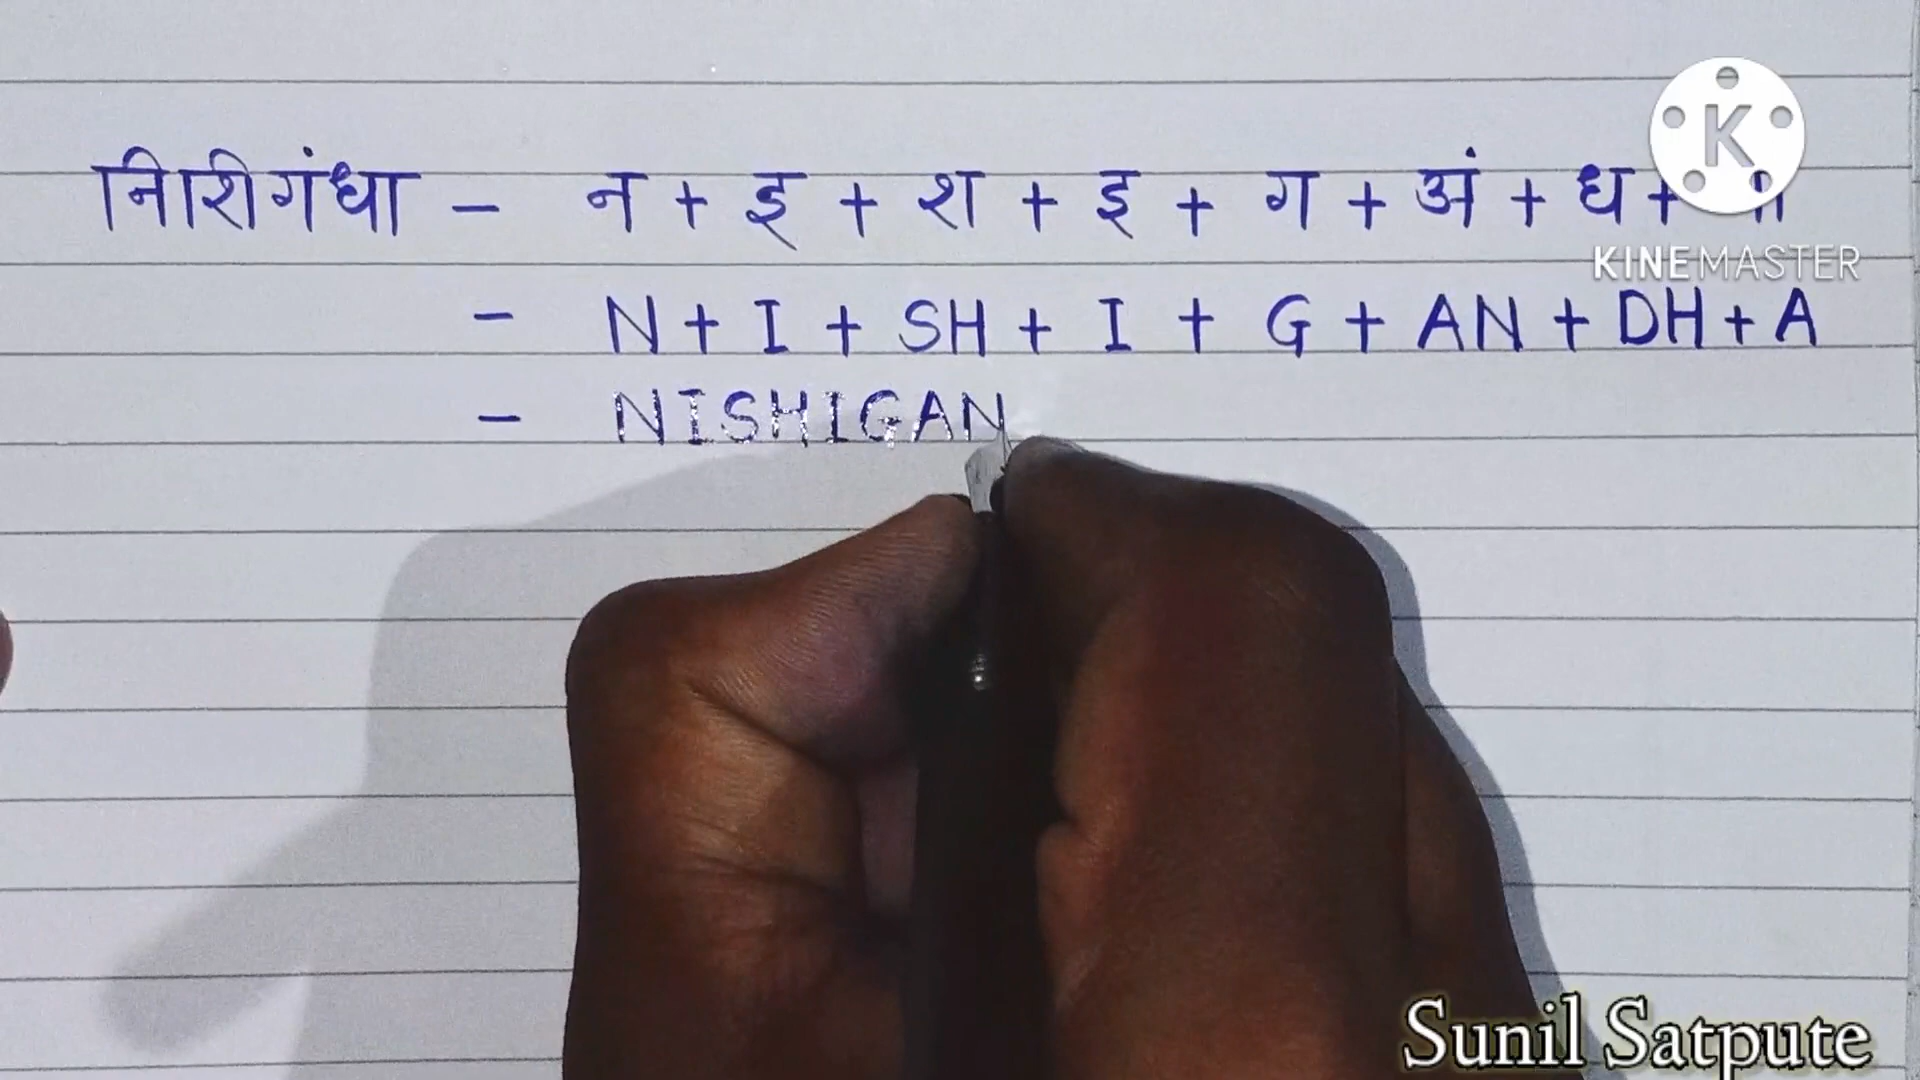 निशिगंधा - न + इ + श + इ + ग + अं + ध + ा
K
KINEMASTER
- N + I + SH + I + G + AN + DH + A
- NISHIGAN
Sunil Satpute